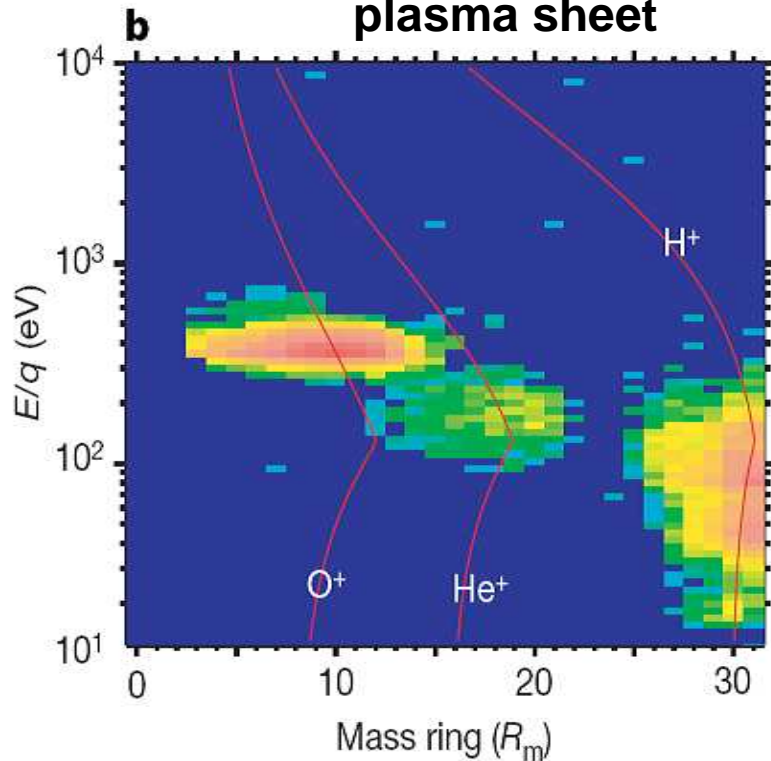 b plasma sheet
10⁴
10³
10²
10¹
E/q (eV)
H⁺
O⁺
He⁺
0 10 20 30
Mass ring (Rₘ)